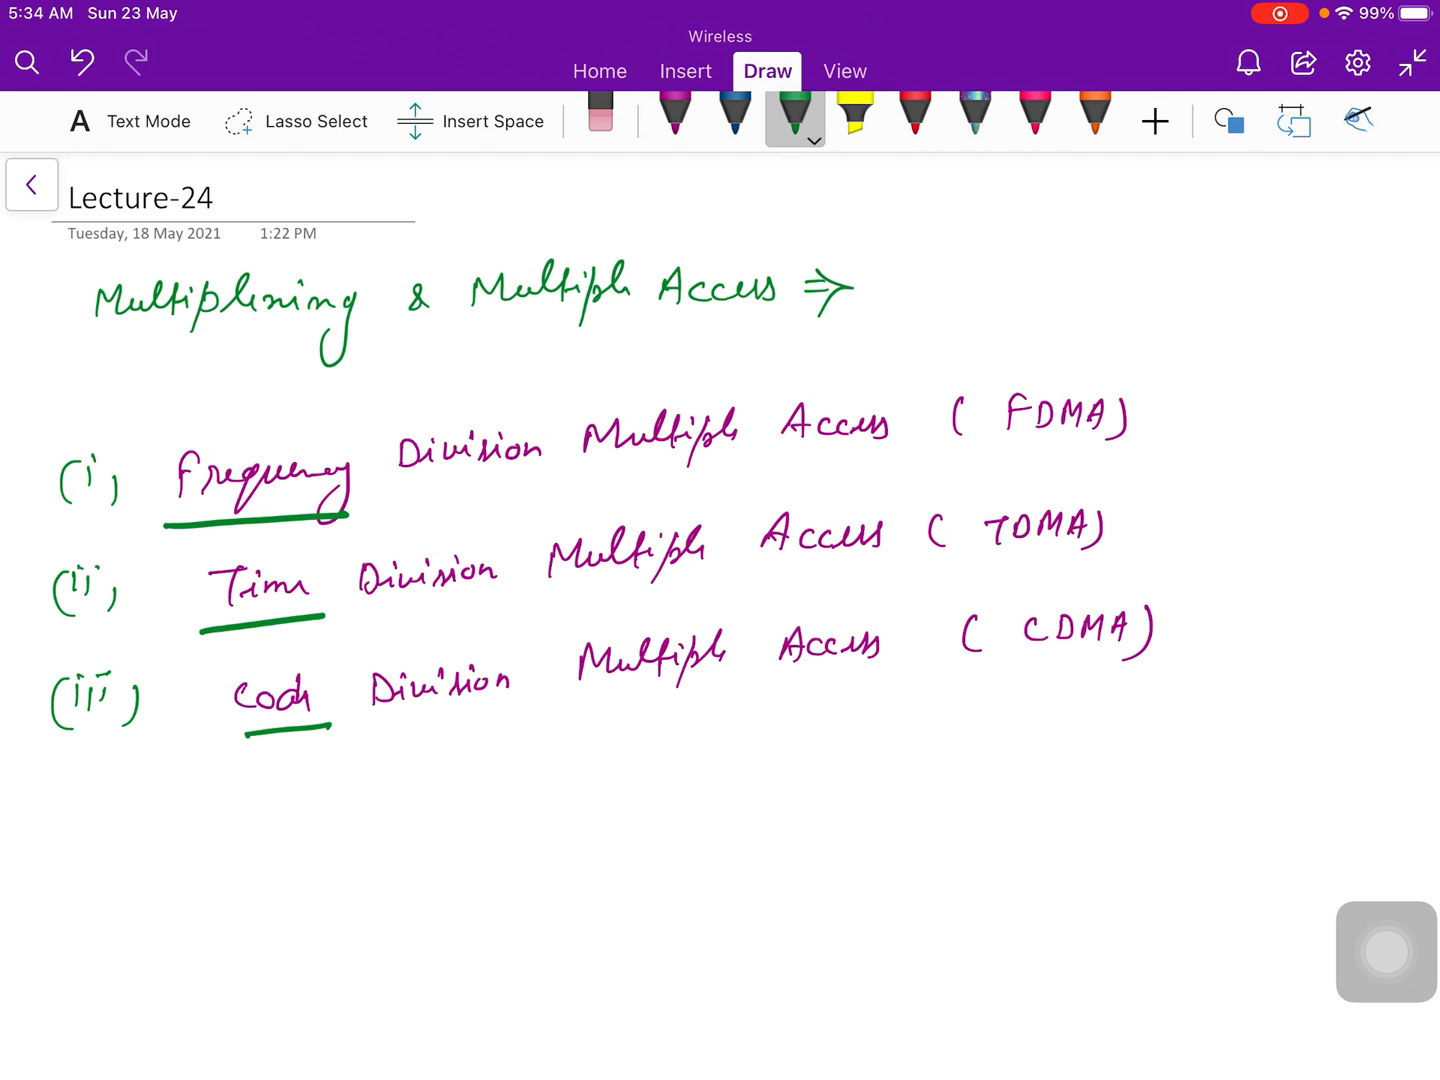 5:34 AM Sun 23 May 99%
Wireless
Home Insert Draw View
A Text Mode Lasso Select Insert Space
Lecture-24
Tuesday, 18 May 2021 1:22 PM
Multiplexing & Multiple Access ⇒
(i) Frequency Division Multiple Access ( FDMA)
(ii) Time Division Multiple Access ( TDMA)
(iii) Code Division Multiple Access ( CDMA)